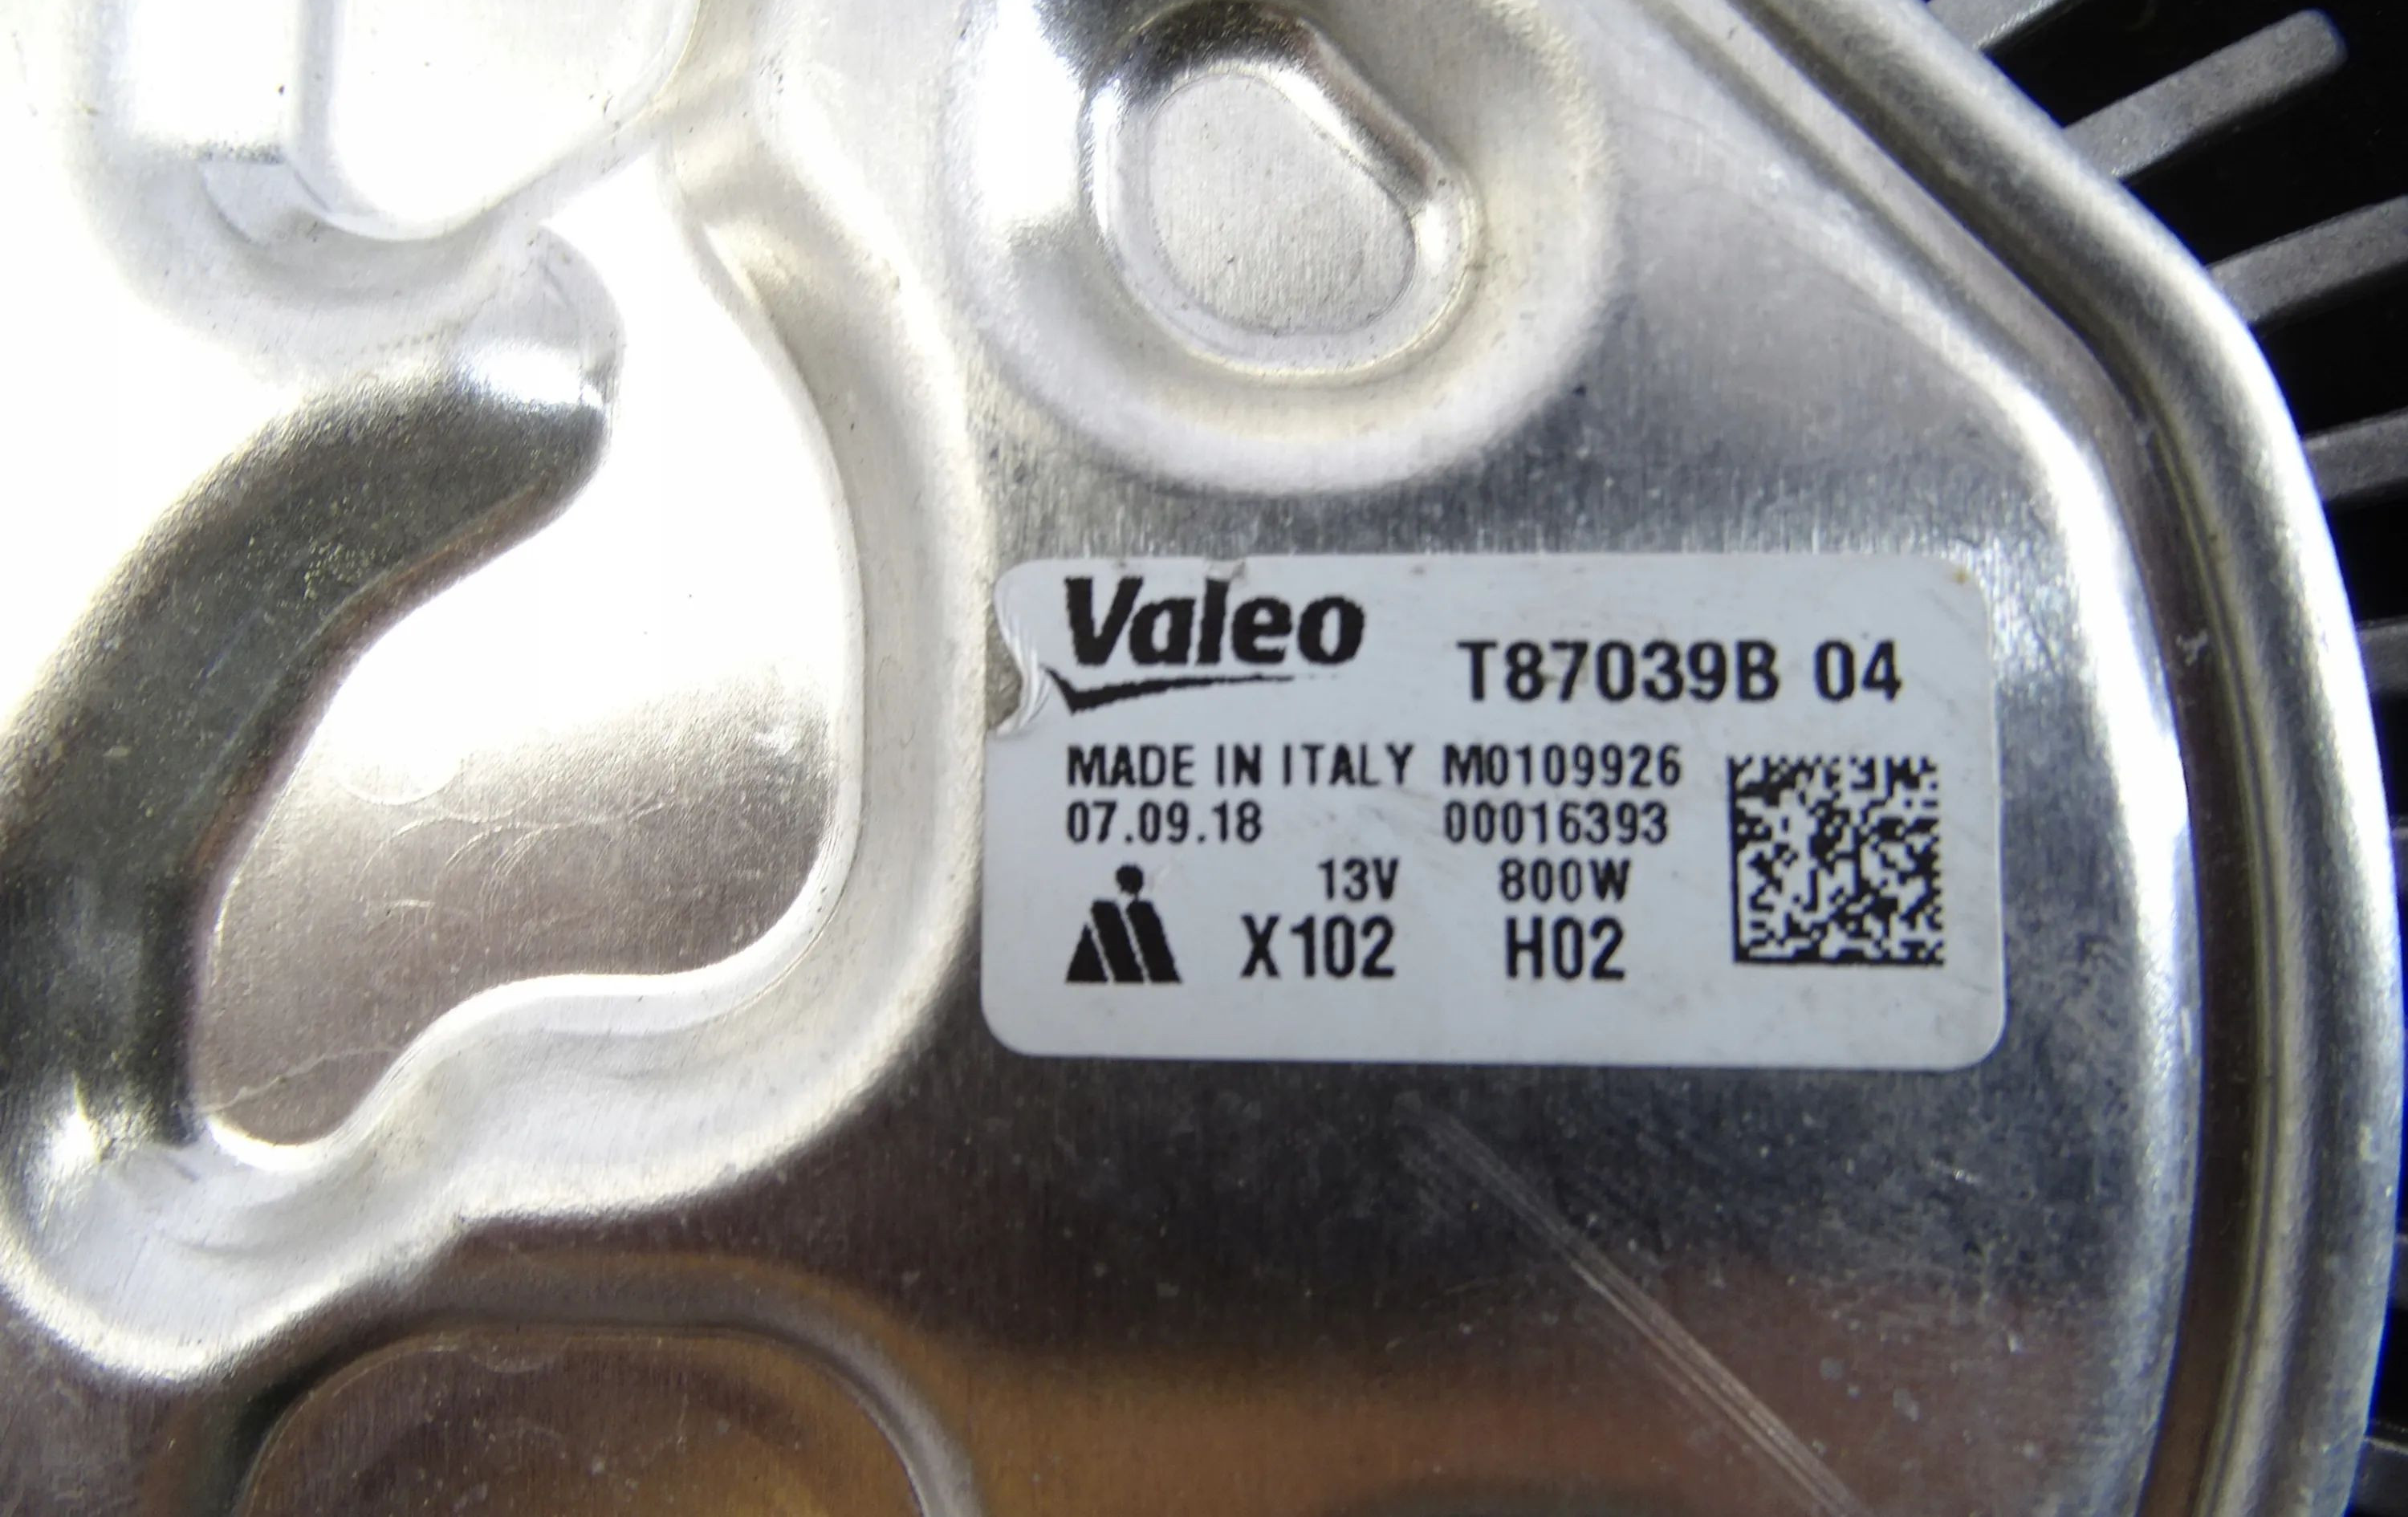 Valeo
T87039B 04
MADE IN ITALY M0109926
07.09.18 00016393
13V 800W
X102 H02